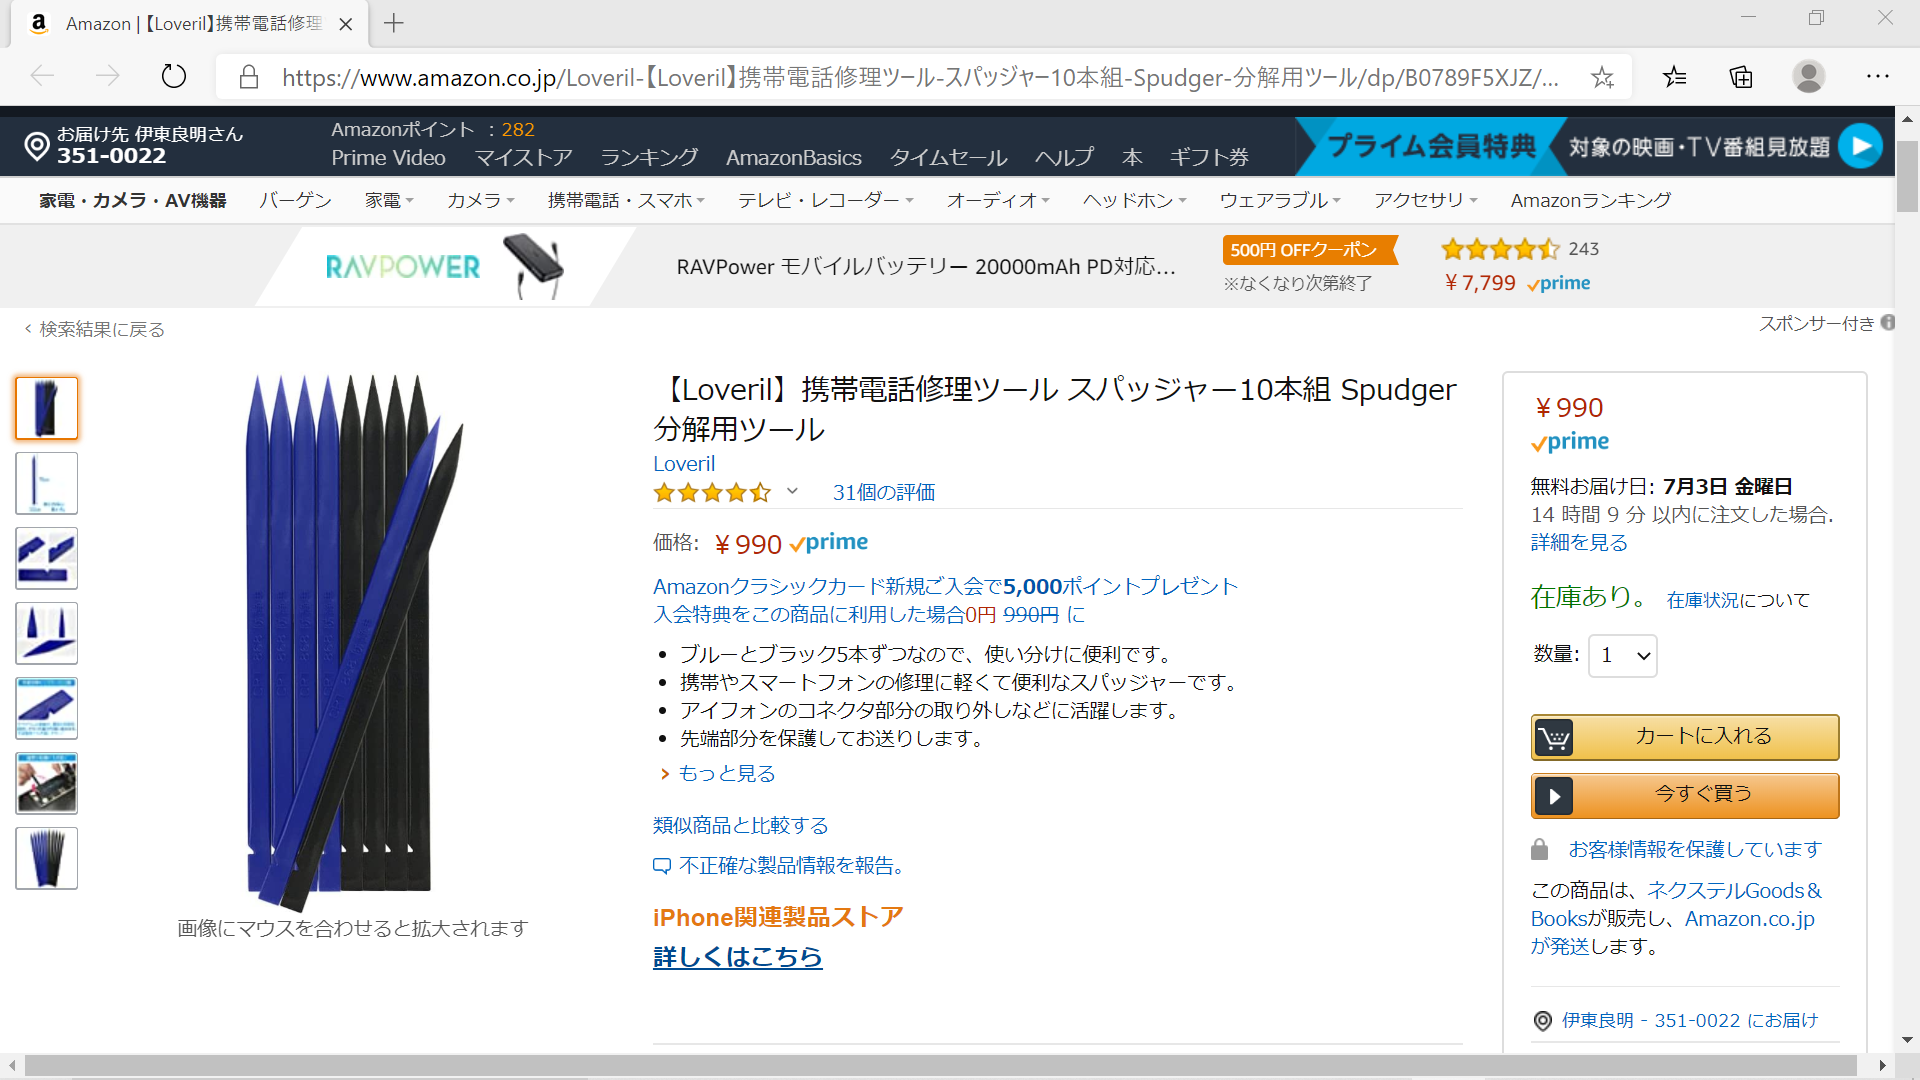 Amazon | 【Loveril】携帯電話修理
https://www.amazon.co.jp/Loveril-【Loveril】携帯電話修理ツール-スパッジャー10本組-Spudger-分解用ツール/dp/B0789F5XJZ/...
お届け先 伊東良明さん
351-0022
Amazonポイント : 282
Prime Video マイストア ランキング AmazonBasics タイムセール ヘルプ 本 ギフト券
プライム会員特典 対象の映画・TV番組見放題
家電・カメラ・AV機器 バーゲン 家電 カメラ 携帯電話・スマホ テレビ・レコーダー オーディオ ヘッドホン ウェアラブル アクセサリ Amazonランキング
RAVPOWER
RAVPower モバイルバッテリー 20000mAh PD対応...
500円 OFFクーポン
※なくなり次第終了
243
￥7,799 prime
‹ 検索結果に戻る
スポンサー付き
【Loveril】携帯電話修理ツール スパッジャー10本組 Spudger
分解用ツール
Loveril
31個の評価
価格: ￥990 prime
Amazonクラシックカード新規ご入会で5,000ポイントプレゼント
入会特典をこの商品に利用した場合0円 990円 に
• ブルーとブラック5本ずつなので、使い分けに便利です。
• 携帯やスマートフォンの修理に軽くて便利なスパッジャーです。
• アイフォンのコネクタ部分の取り外しなどに活躍します。
• 先端部分を保護してお送りします。
› もっと見る
類似商品と比較する
不正確な製品情報を報告。
iPhone関連製品ストア
詳しくはこちら
画像にマウスを合わせると拡大されます
￥990
prime
無料お届け日: 7月3日 金曜日
14 時間 9 分 以内に注文した場合.
詳細を見る
在庫あり。 在庫状況について
数量: 1
カートに入れる
今すぐ買う
お客様情報を保護しています
この商品は、ネクステルGoods＆
Booksが販売し、Amazon.co.jp
が発送します。
伊東良明 - 351-0022 にお届け